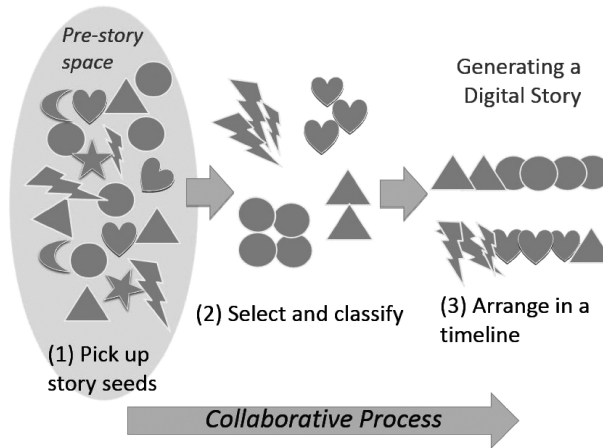 Pre-story
space
Generating a
Digital Story
(1) Pick up
story seeds
(2) Select and classify
(3) Arrange in a
timeline
Collaborative Process